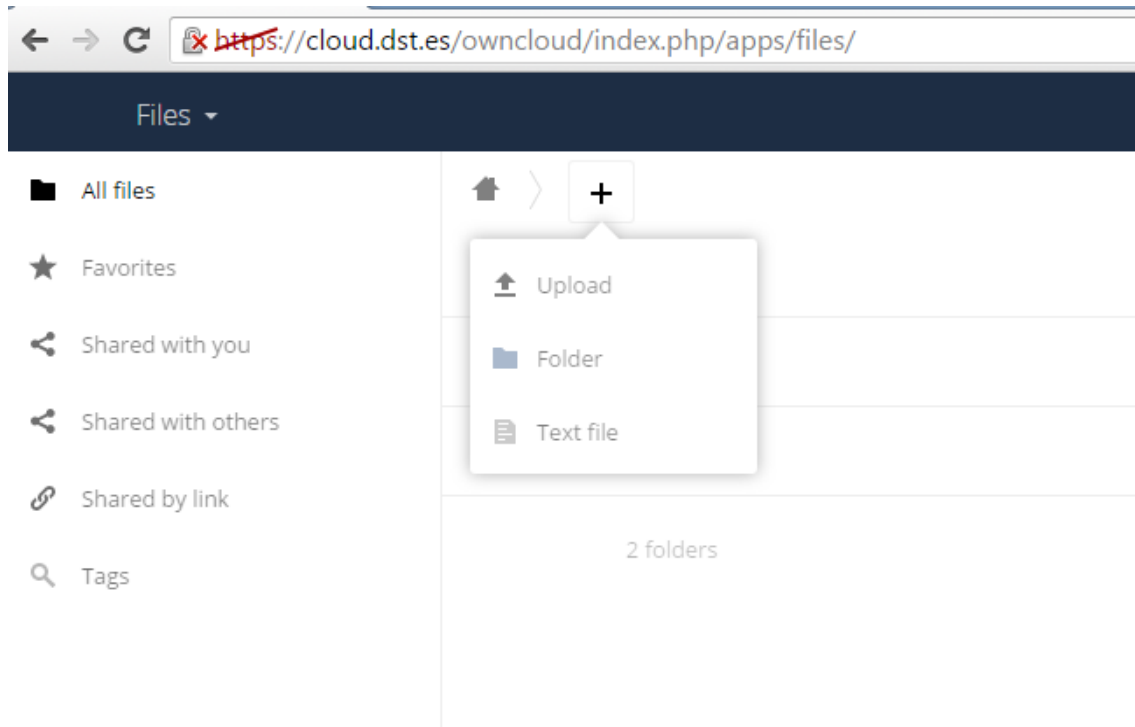 https://cloud.dst.es/owncloud/index.php/apps/files/
Files
All files
Favorites
Shared with you
Shared with others
Shared by link
Tags
+
Upload
Folder
Text file
2 folders